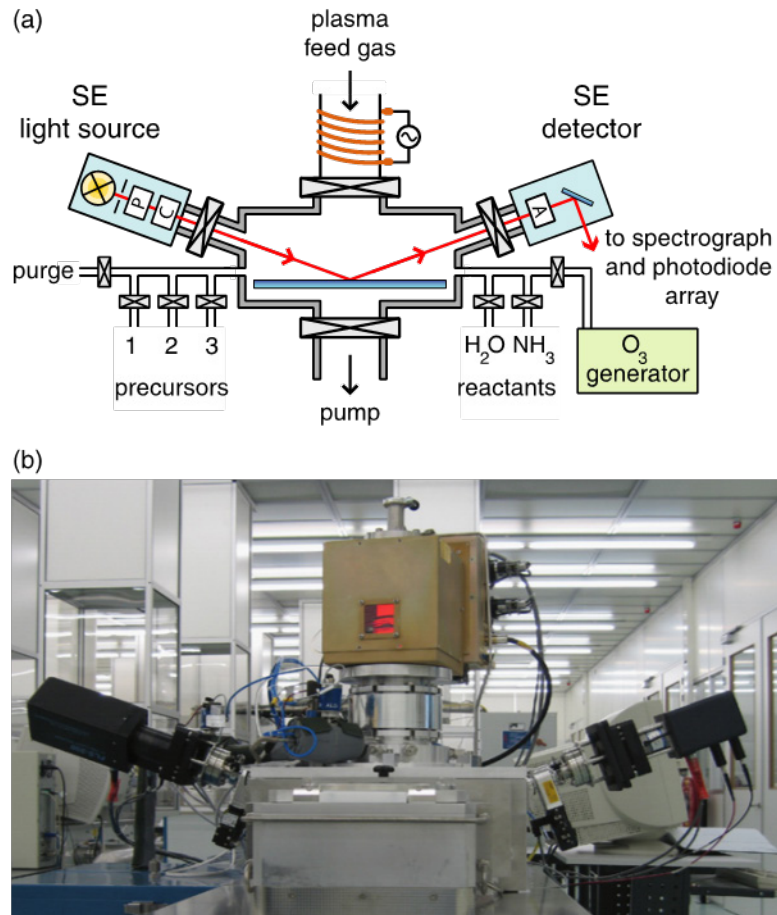 (a)
plasma
feed gas
SE
light source
SE
detector
P
C
A
to spectrograph
and photodiode
array
purge
1 2 3
precursors
pump
H₂O NH₃
reactants
O₃
generator
(b)